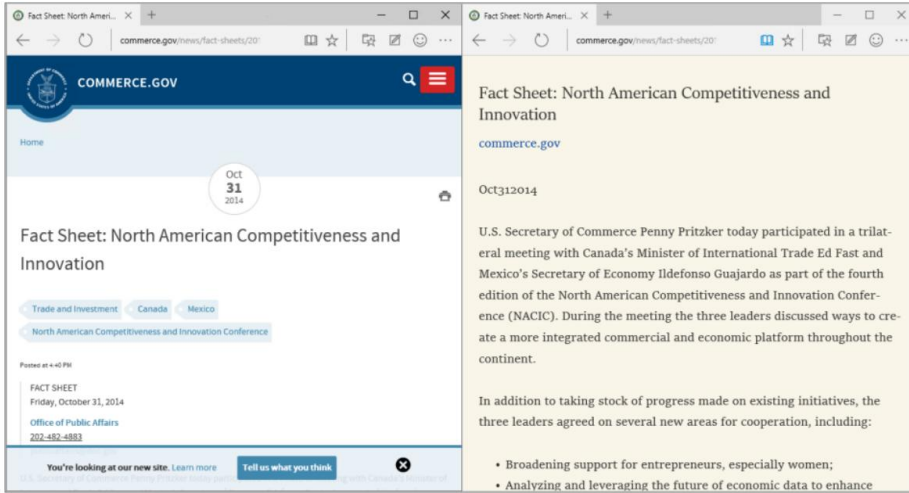 Fact Sheet: North Ameri...
commerce.gov/news/fact-sheets/20
COMMERCE.GOV
Home
Oct
31
2014
Fact Sheet: North American Competitiveness and
Innovation
Trade and Investment
Canada
Mexico
North American Competitiveness and Innovation Conference
Posted at 4:40 PM
FACT SHEET
Friday, October 31, 2014
Office of Public Affairs
202-482-4883
You're looking at our new site. Learn more
Tell us what you think
Fact Sheet: North Ameri...
commerce.gov/news/fact-sheets/20
Fact Sheet: North American Competitiveness and
Innovation
commerce.gov
Oct312014
U.S. Secretary of Commerce Penny Pritzker today participated in a trilat-
eral meeting with Canada's Minister of International Trade Ed Fast and
Mexico's Secretary of Economy Ildefonso Guajardo as part of the fourth
edition of the North American Competitiveness and Innovation Confer-
ence (NACIC). During the meeting the three leaders discussed ways to cre-
ate a more integrated commercial and economic platform throughout the
continent.
In addition to taking stock of progress made on existing initiatives, the
three leaders agreed on several new areas for cooperation, including:
• Broadening support for entrepreneurs, especially women;
• Analyzing and leveraging the future of economic data to enhance